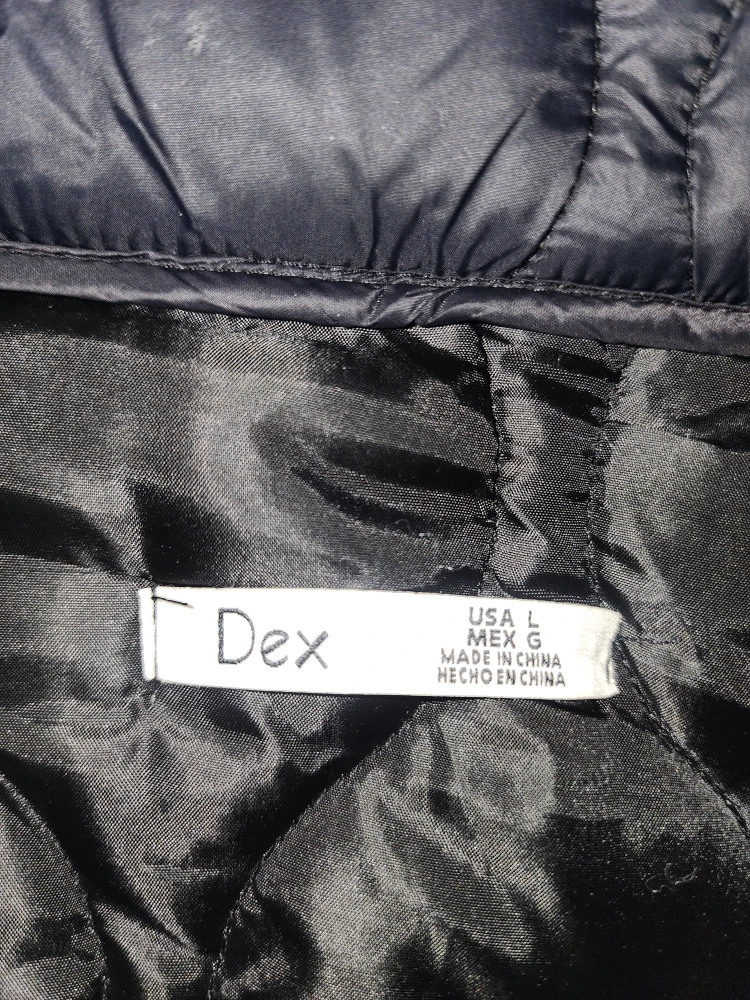 Dex
USA L
MEX G
MADE IN CHINA
HECHO EN CHINA